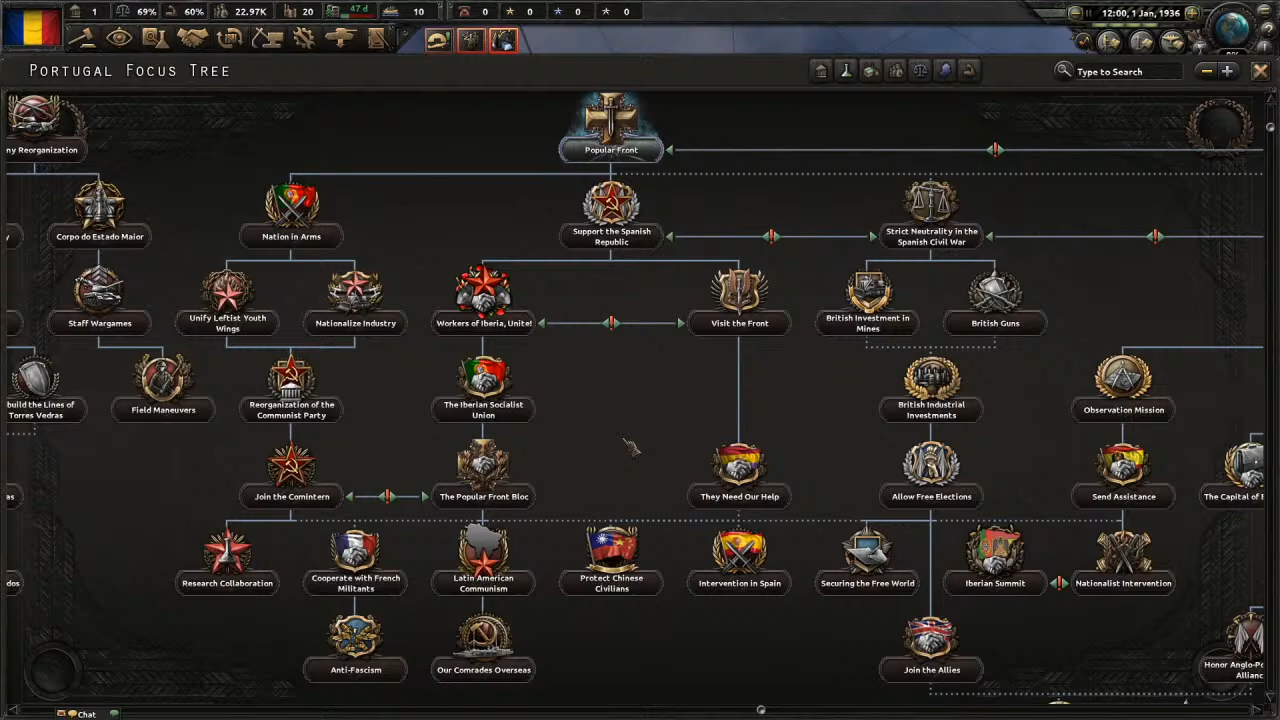 1
69%
60%
22.97K
20
47 d
10
0
0
0
0
12:00, 1 Jan, 1936
Portugal Focus Tree
Type to Search
ny Reorganization
Popular Front
Corpo do Estado Maior
Nation in Arms
Support the Spanish
Republic
Strict Neutrality in the
Spanish Civil War
Staff Wargames
Unify Leftist Youth
Wings
Nationalize Industry
Workers of Iberia, Unite!
Visit the Front
British Investment in
Mines
British Guns
build the Lines of
Torres Vedras
Field Maneuvers
Reorganization of the
Communist Party
The Iberian Socialist
Union
British Industrial
Investments
Observation Mission
Join the Comintern
The Popular Front Bloc
They Need Our Help
Allow Free Elections
Send Assistance
The Capital of
Research Collaboration
Cooperate with French
Militants
Latin American
Communism
Protect Chinese
Civilians
Intervention in Spain
Securing the Free World
Iberian Summit
Nationalist Intervention
Anti-Fascism
Our Comrades Overseas
Join the Allies
Honor Anglo-Po
Allianc
Chat